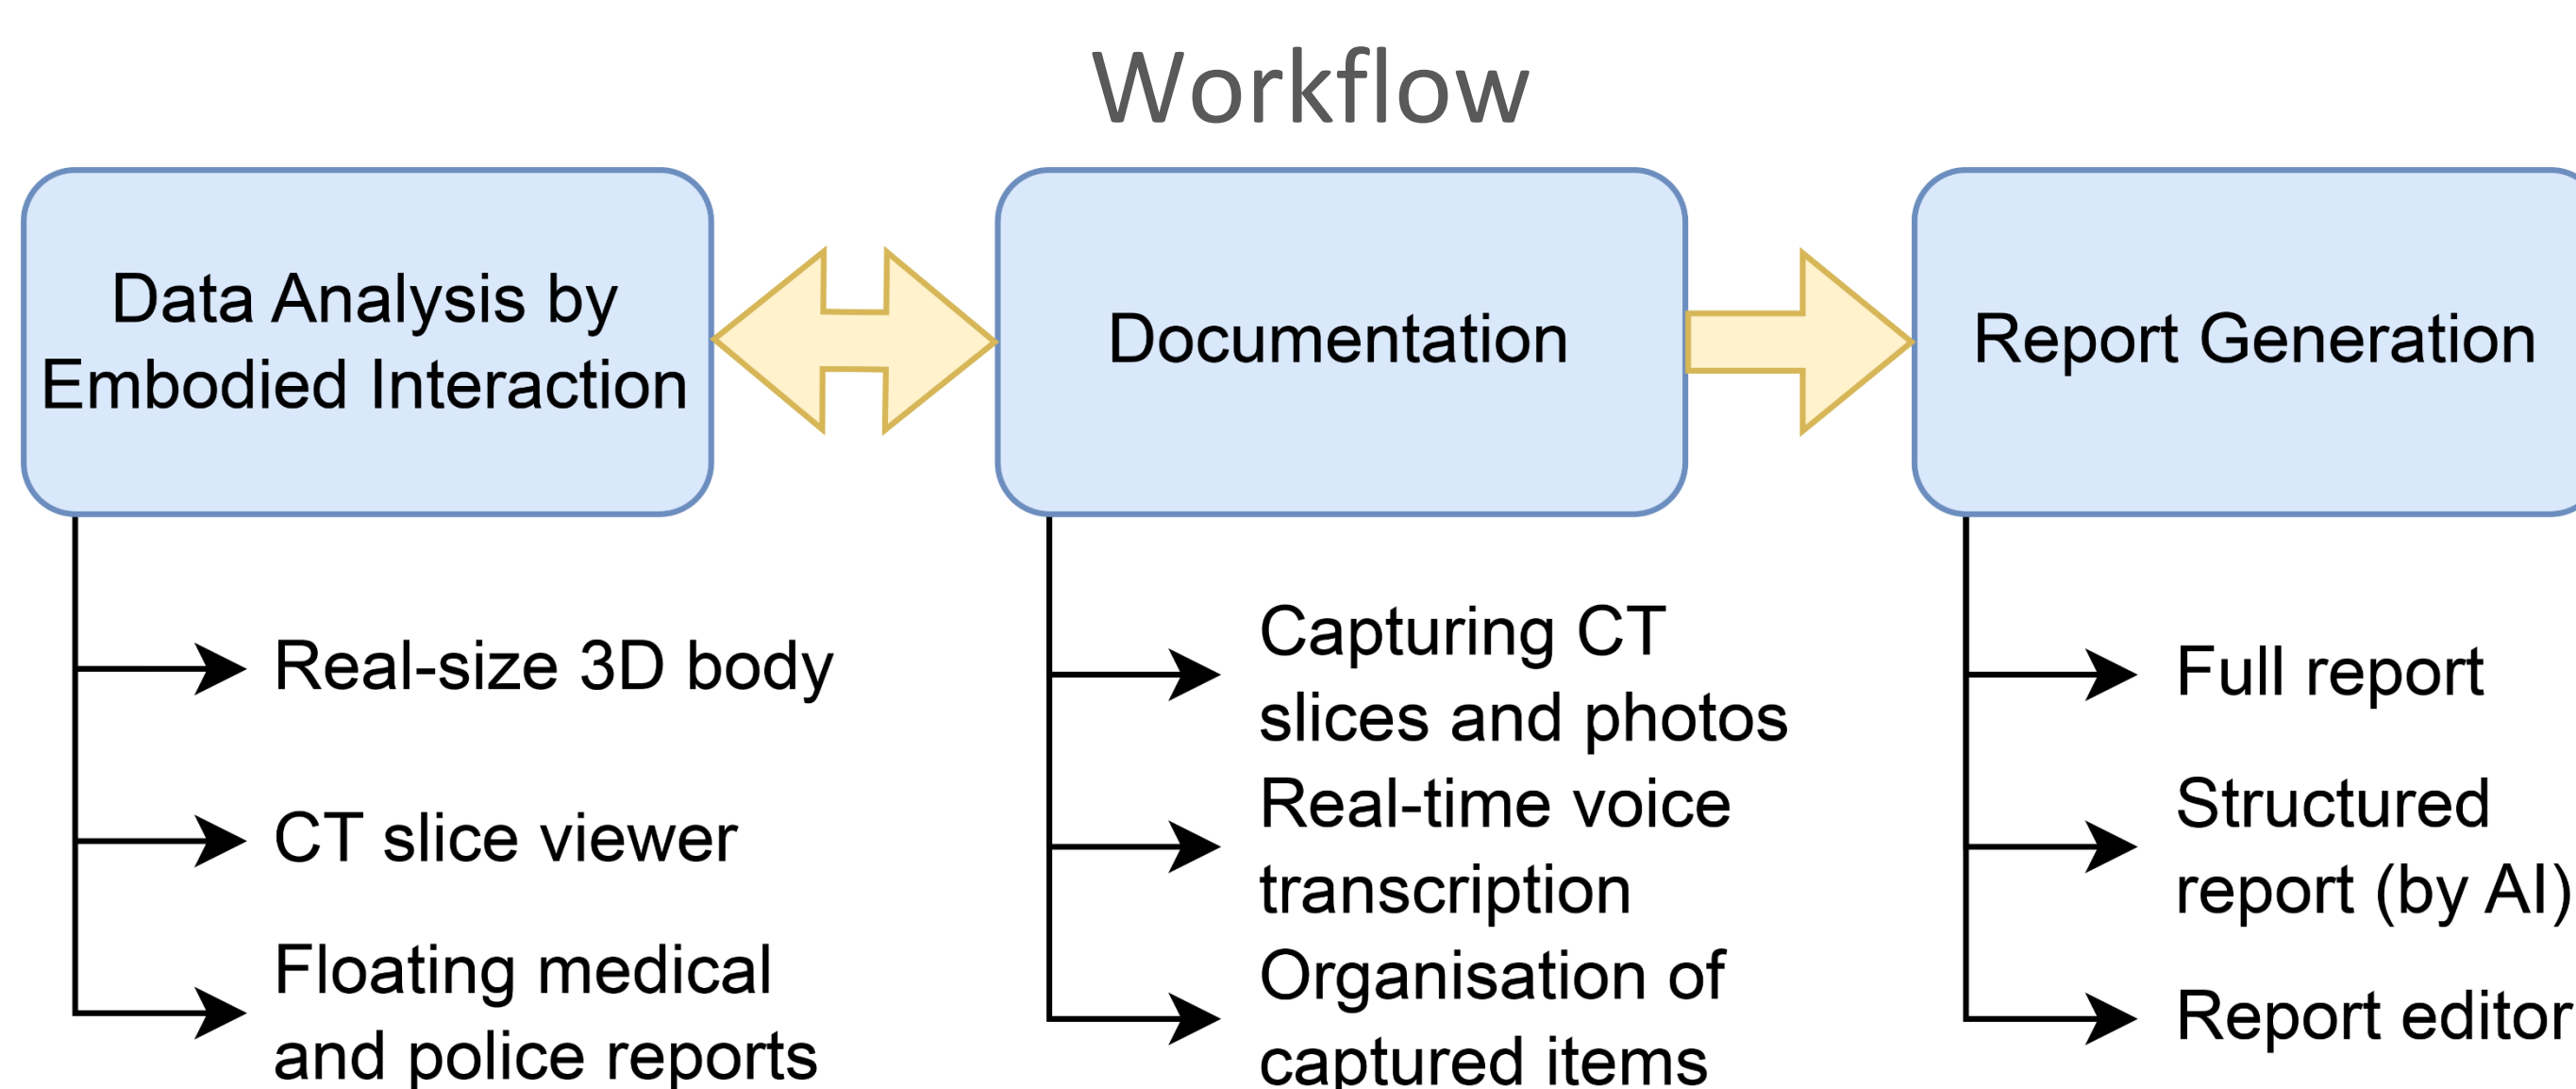 Workflow
Data Analysis by
Embodied Interaction
Real-size 3D body
CT slice viewer
Floating medical
and police reports
Documentation
Capturing CT
slices and photos
Real-time voice
transcription
Organisation of
captured items
Report Generation
Full report
Structured
report (by AI)
Report editor